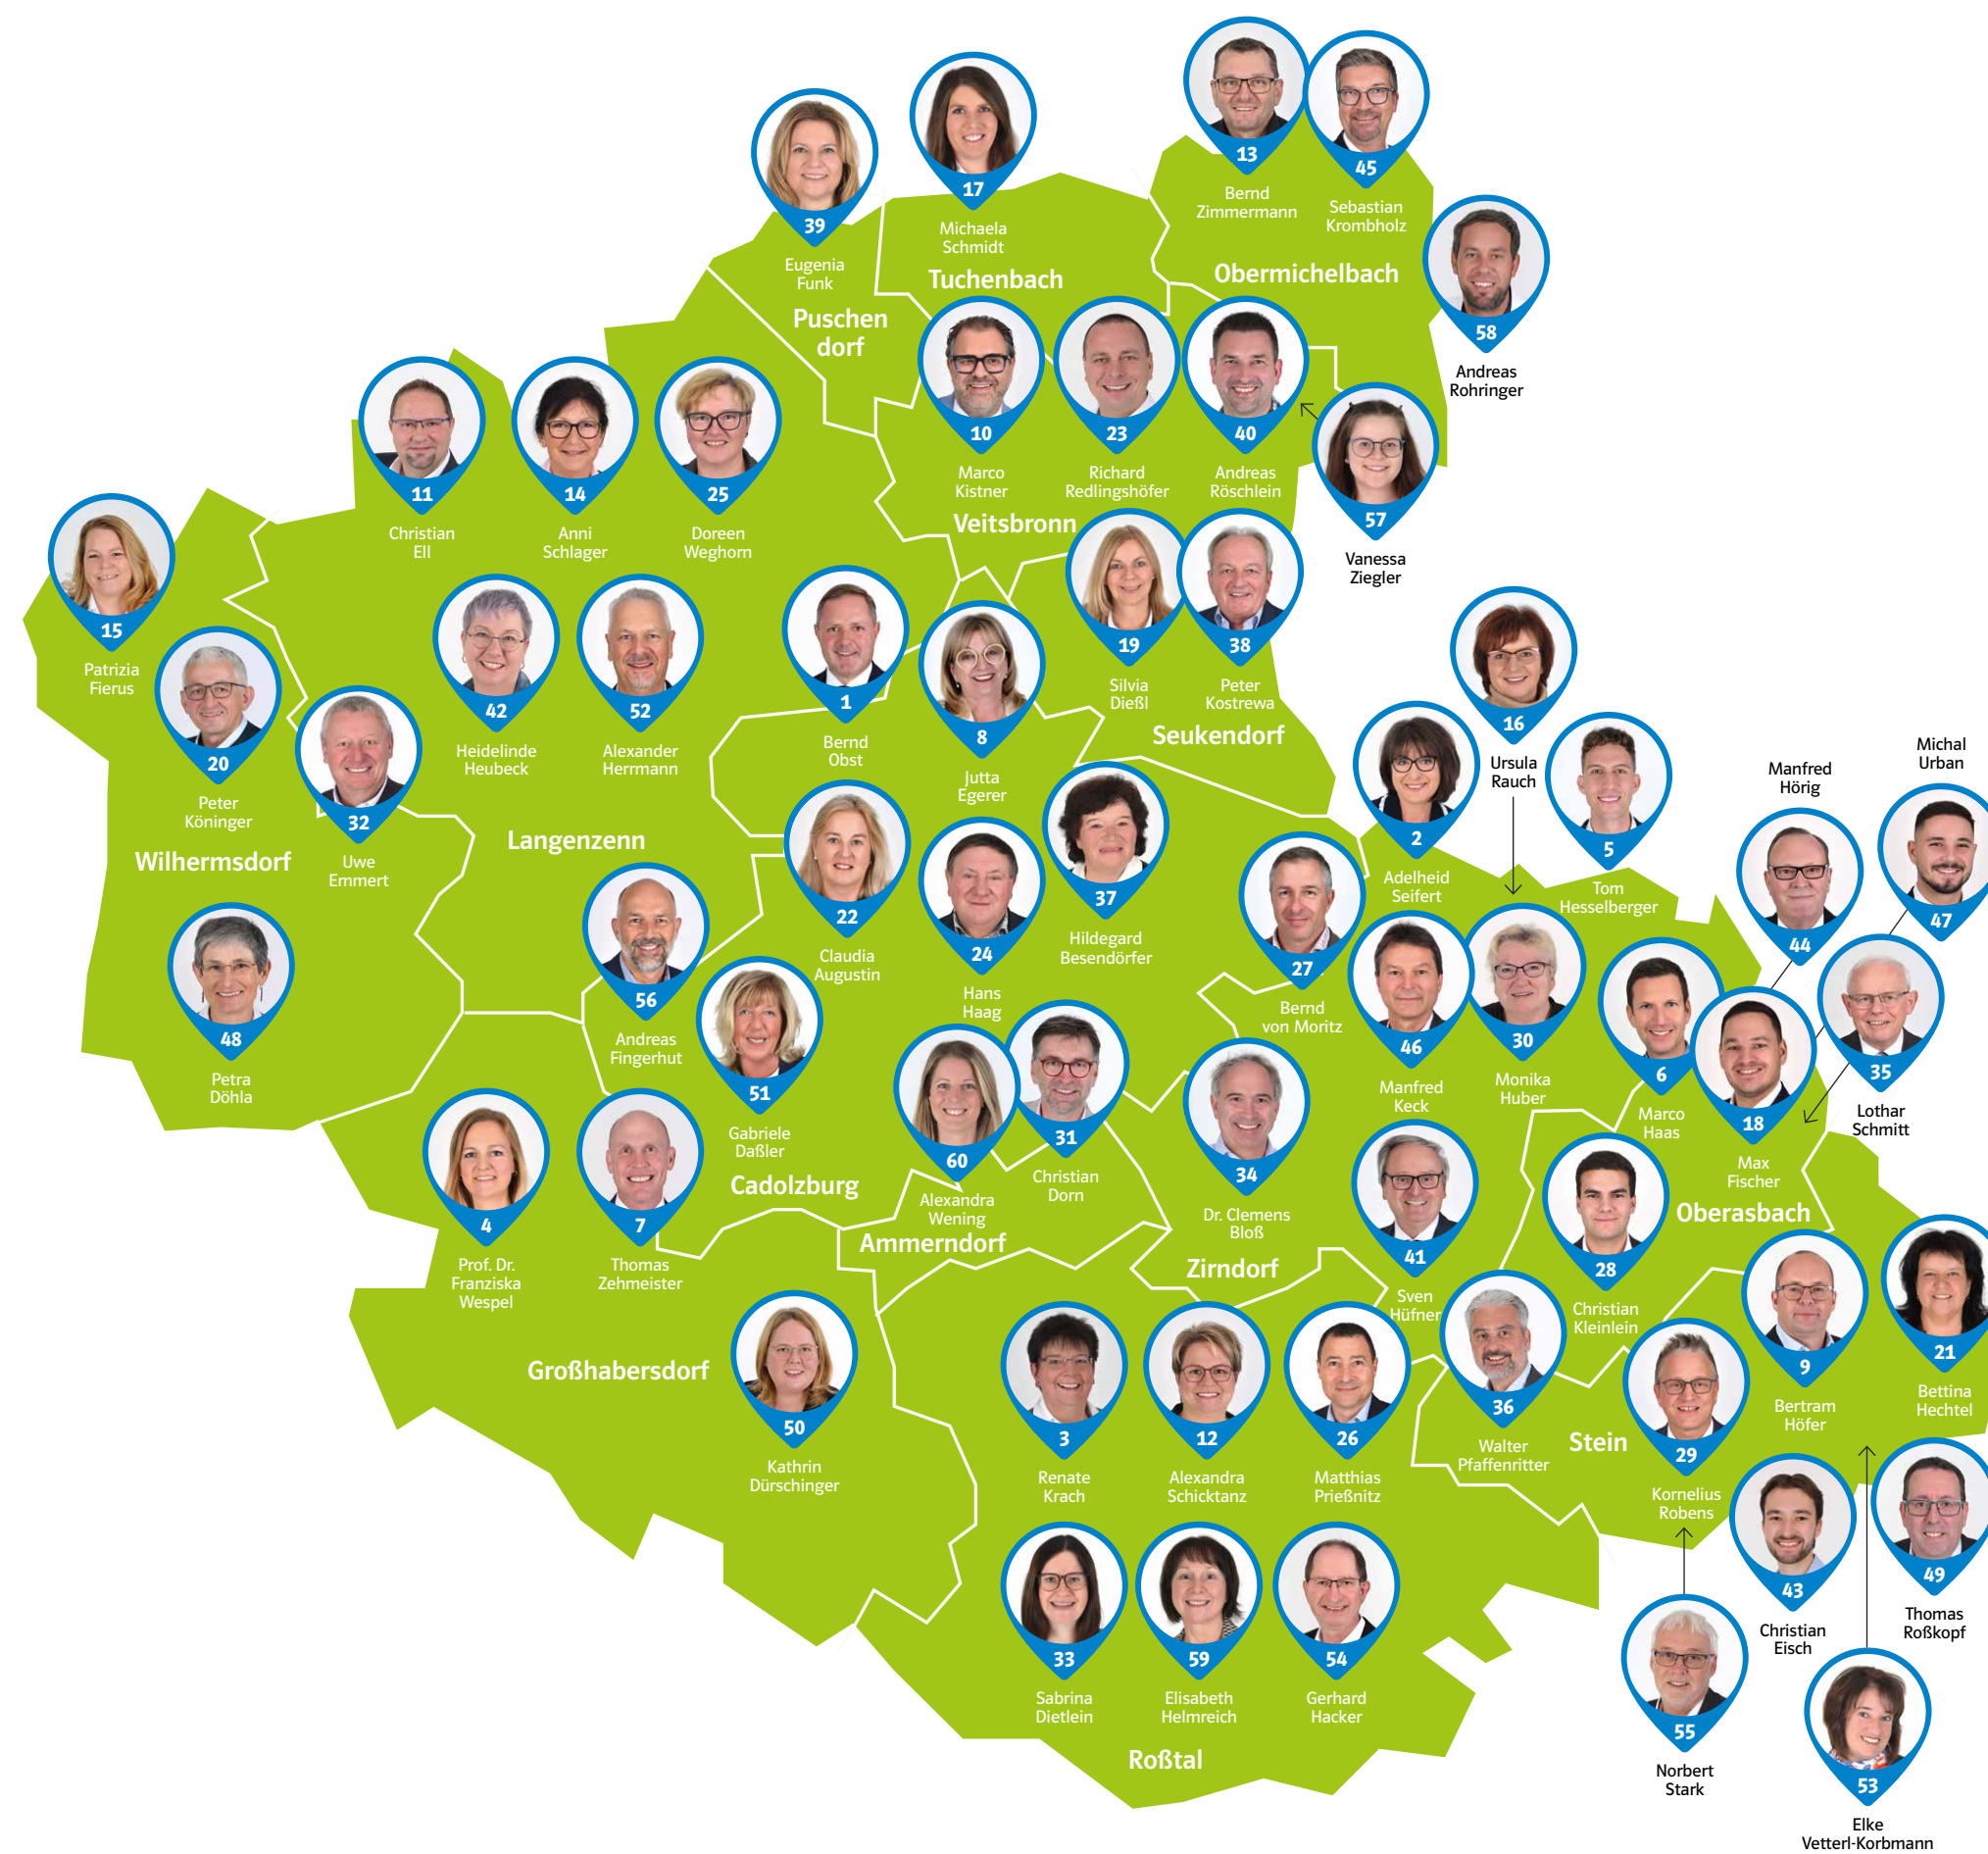 13
Bernd
Zimmermann
45
Sebastian
Krombholz
17
Michaela
Schmidt
39
Eugenia
Funk
58
Andreas
Rohringer
Tuchenbach
Obermichelbach
Puschen
dorf
10
Marco
Kistner
23
Richard
Redlingshöfer
40
Andreas
Röschlein
57
Vanessa
Ziegler
Veitsbronn
11
Christian
Ell
14
Anni
Schlager
25
Doreen
Weghorn
15
Patrizia
Fierus
20
Peter
Köninger
32
Uwe
Emmert
Wilhermsdorf
48
Petra
Döhla
42
Heidelinde
Heubeck
52
Alexander
Herrmann
Langenzenn
56
Andreas
Fingerhut
1
Bernd
Obst
8
Jutta
Egerer
19
Silvia
Dießl
38
Peter
Kostrewa
Seukendorf
22
Claudia
Augustin
24
Hans
Haag
37
Hildegard
Besendörfer
51
Gabriele
Daßler
Cadolzburg
60
Alexandra
Wening
31
Christian
Dorn
Ammerndorf
16
Ursula
Rauch
2
Adelheid
Seifert
5
Tom
Hesselberger
27
Bernd
von Moritz
46
Manfred
Keck
30
Monika
Huber
34
Dr. Clemens
Bloß
41
Sven
Hüfner
Zirndorf
Michal
Urban
47
Manfred
Hörig
44
35
Lothar
Schmitt
6
Marco
Haas
18
Max
Fischer
28
Christian
Kleinlein
Oberasbach
4
Prof. Dr.
Franziska
Wespel
7
Thomas
Zehmeister
Großhabersdorf
50
Kathrin
Dürschinger
3
Renate
Krach
12
Alexandra
Schicktanz
26
Matthias
Prießnitz
33
Sabrina
Dietlein
59
Elisabeth
Helmreich
54
Gerhard
Hacker
Roßtal
36
Walter
Pfaffenritter
Stein
29
Kornelius
Robens
9
Bertram
Höfer
21
Bettina
Hechtel
43
Christian
Eisch
49
Thomas
Roßkopf
55
Norbert
Stark
53
Elke
Vetterl-Korbmann